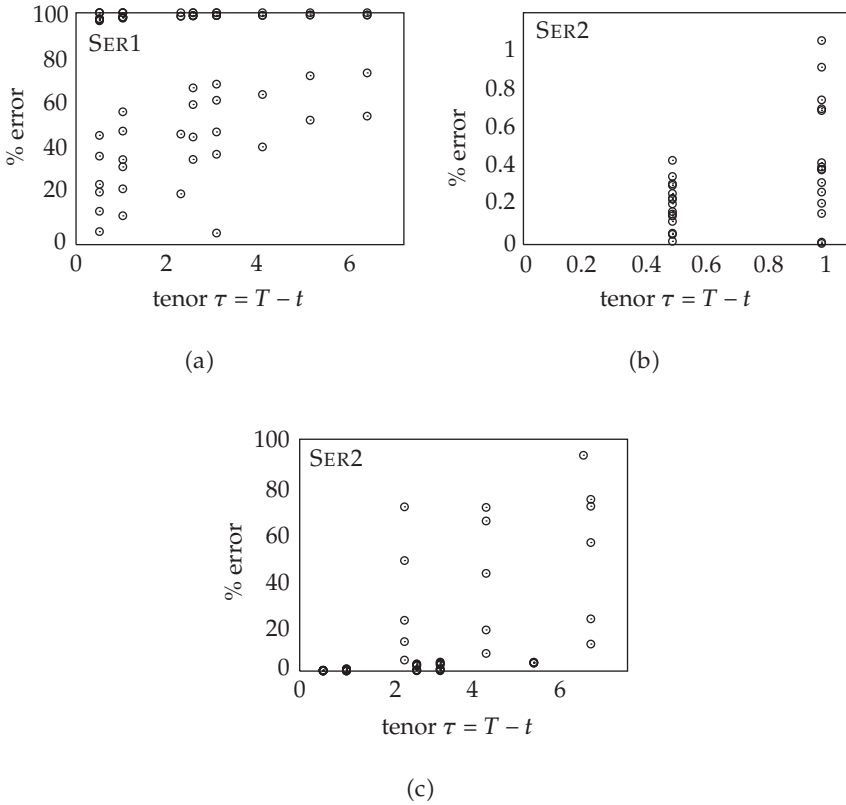 SER1
% error
100
80
60
40
20
0
0 2 4 6
tenor τ = T – t
(a)
SER2
% error
1
0.8
0.6
0.4
0.2
0
0 0.2 0.4 0.6 0.8 1
tenor τ = T – t
(b)
SER2
% error
100
80
60
40
20
0
0 2 4 6
tenor τ = T – t
(c)